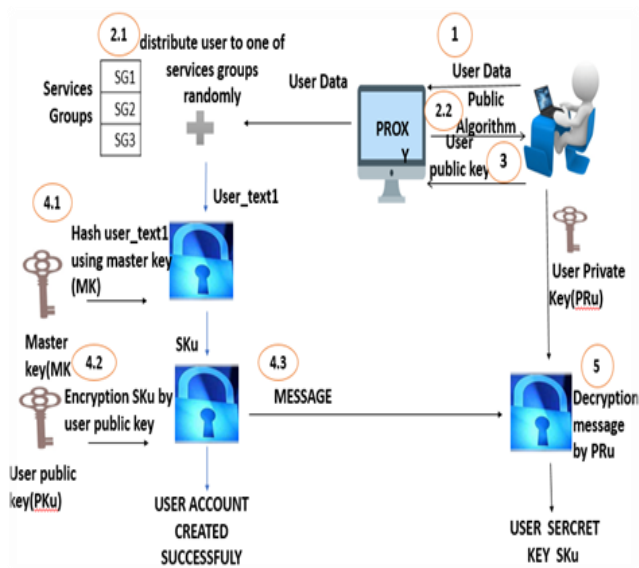 2.1
distribute user to one of
services groups
randomly
Services
Groups
SG1
SG2
SG3
User Data
1
User Data
2.2
Public
Algorithm
PROX
Y
User
public key
3
User_text1
4.1
Hash user_text1
using master key
(MK)
Master
key(MK
User Private
Key(PRu)
SKu
4.2
Encryption SKu by
user public key
User public
key(PKu)
4.3
MESSAGE
5
Decryption
message
by PRu
USER ACCOUNT
CREATED
SUCCESSFULY
USER SERCRET
KEY SKu